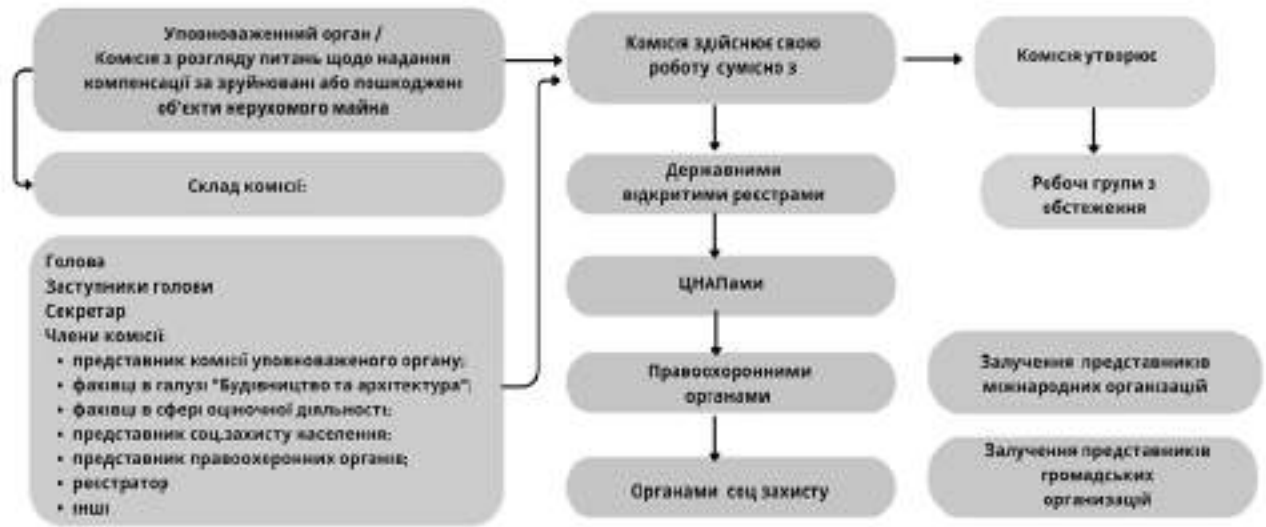 Уповноваженний орган /
Комісія з розгляду питань щодо надання
компенсації за зруйновані або пошкоджені
об'єкти нерухомого майна
Склад комісії:
Голова
Заступники голови
Секретар
Члени комісії:
• представник комісії уповноваженого органу;
• фахівці в галузі "Будівництво та архітектура";
• фахівці в сфері оціночної діяльності;
• представник соц.захисту населення;
• представник правоохоронних органів;
• реєстратор
• інші
Комісія здійснює свою
роботу сумісно з
Державними
відкритими реєстрами
ЦНАПами
Правоохоронними
органами
Органами соц захисту
Комісія утворює
Робочі групи з
обстеження
Залучення представників
міжнародних організацій
Залучення представників
громадських
організацій